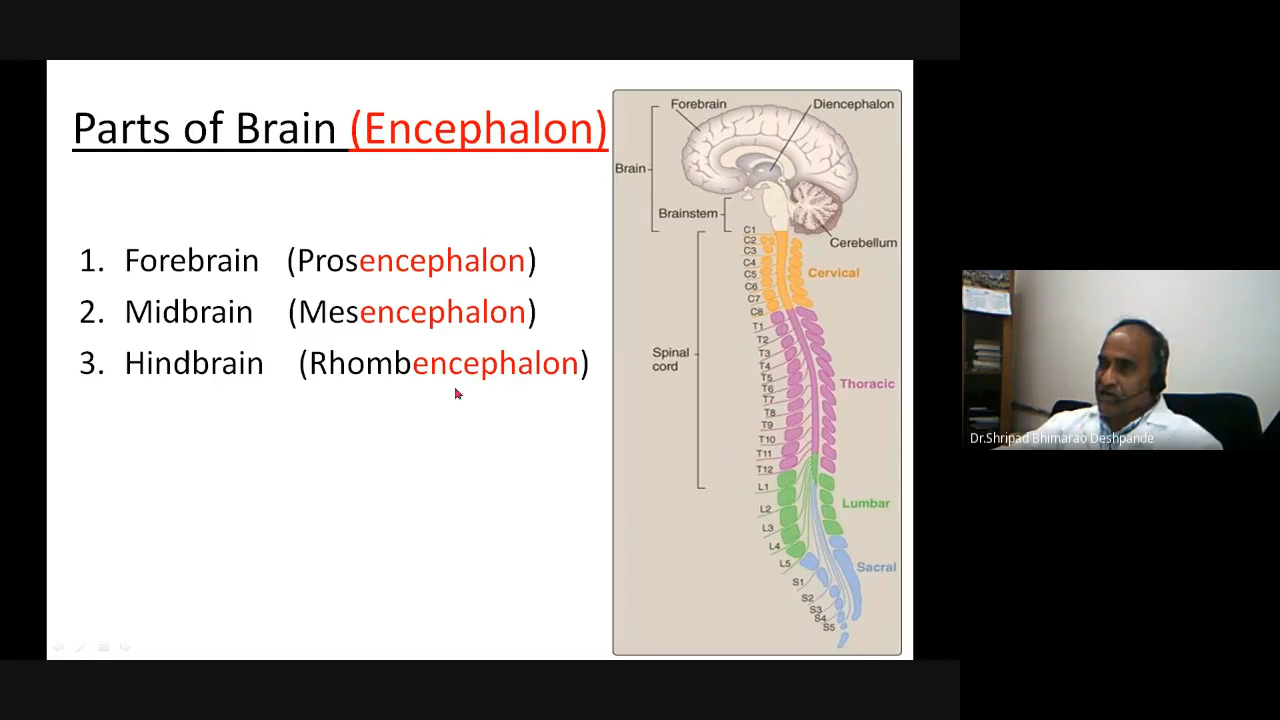 Parts of Brain (Encephalon)
1. Forebrain (Prosencephalon)
2. Midbrain (Mesencephalon)
3. Hindbrain (Rhombencephalon)
Forebrain
Diencephalon
Brain
Brainstem
Cerebellum
C1
C2
C3
C4
C5
C6
C7
C8
Cervical
T1
T2
T3
T4
T5
T6
T7
T8
T9
T10
T11
T12
Spinal
cord
Thoracic
L1
L2
L3
L4
L5
Lumbar
S1
S2
S3
S4
S5
Sacral
Dr.Shripad Bhimarao Deshpande